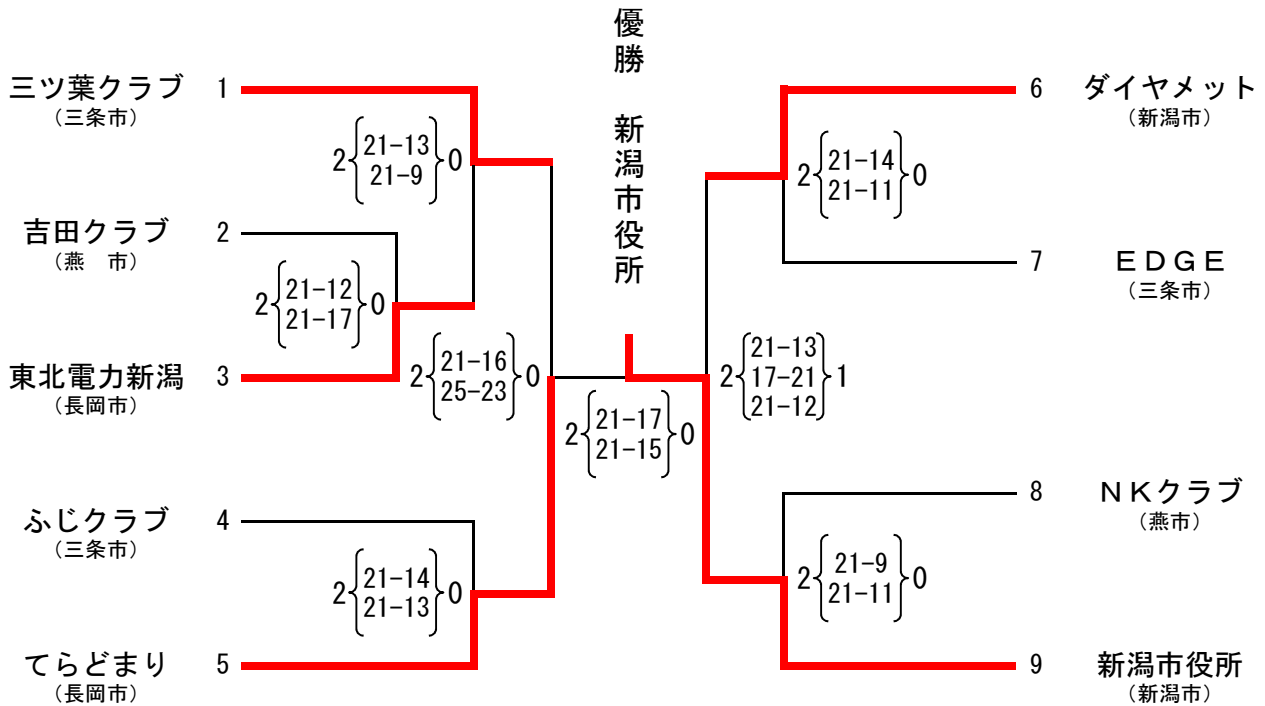 優勝　新潟市役所
三ツ葉クラブ 1
（三条市）
2 21-13 0
21-9
吉田クラブ 2
（燕　市）
2 21-12 0
21-17
東北電力新潟 3
（長岡市）
2 21-16 0
25-23
ふじクラブ 4
（三条市）
2 21-14 0
21-13
てらどまり 5
（長岡市）
2 21-17 0
21-15
6 ダイヤメット
（新潟市）
2 21-14 0
21-11
7 ＥＤＧＥ
（三条市）
21-13
2 17-21 1
21-12
8 ＮＫクラブ
（燕市）
2 21-9 0
21-11
9 新潟市役所
（新潟市）